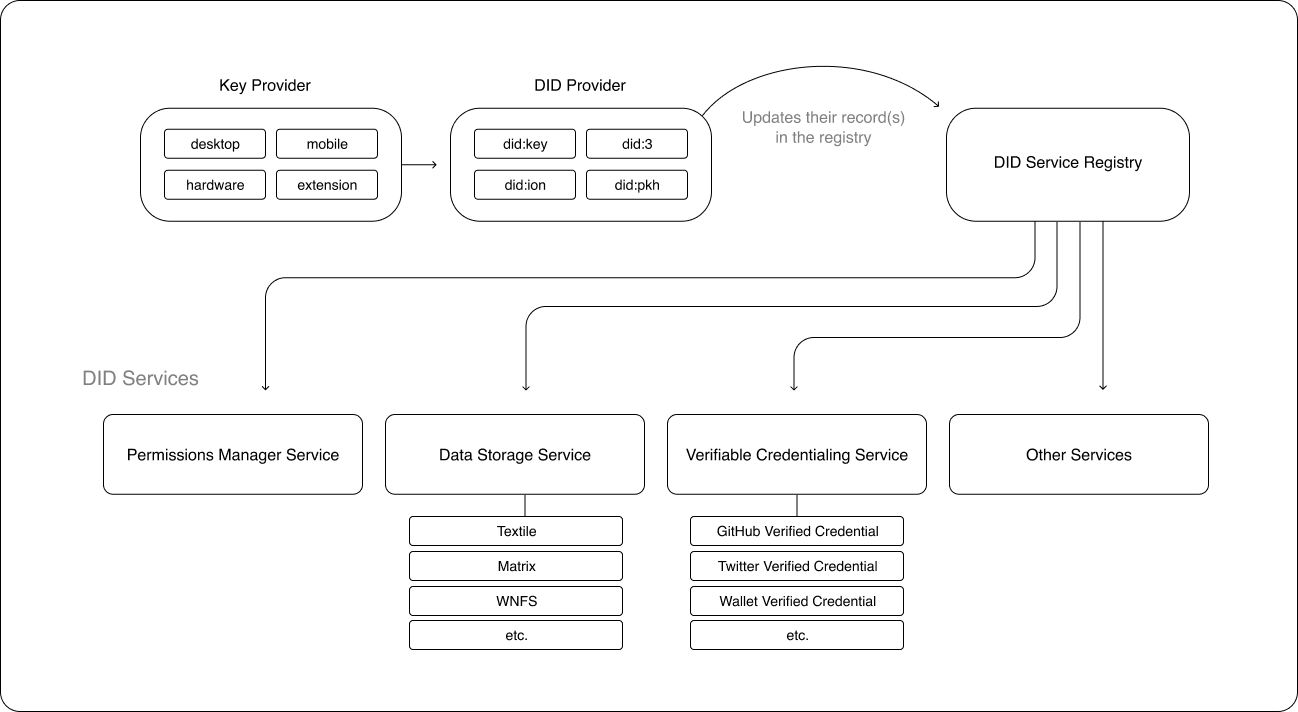 Key Provider
DID Provider
desktop
mobile
hardware
extension
did:key
did:3
did:ion
did:pkh
Updates their record(s)
in the registry
DID Service Registry
DID Services
Permissions Manager Service
Data Storage Service
Verifiable Credentialing Service
Other Services
Textile
Matrix
WNFS
etc.
GitHub Verified Credential
Twitter Verified Credential
Wallet Verified Credential
etc.